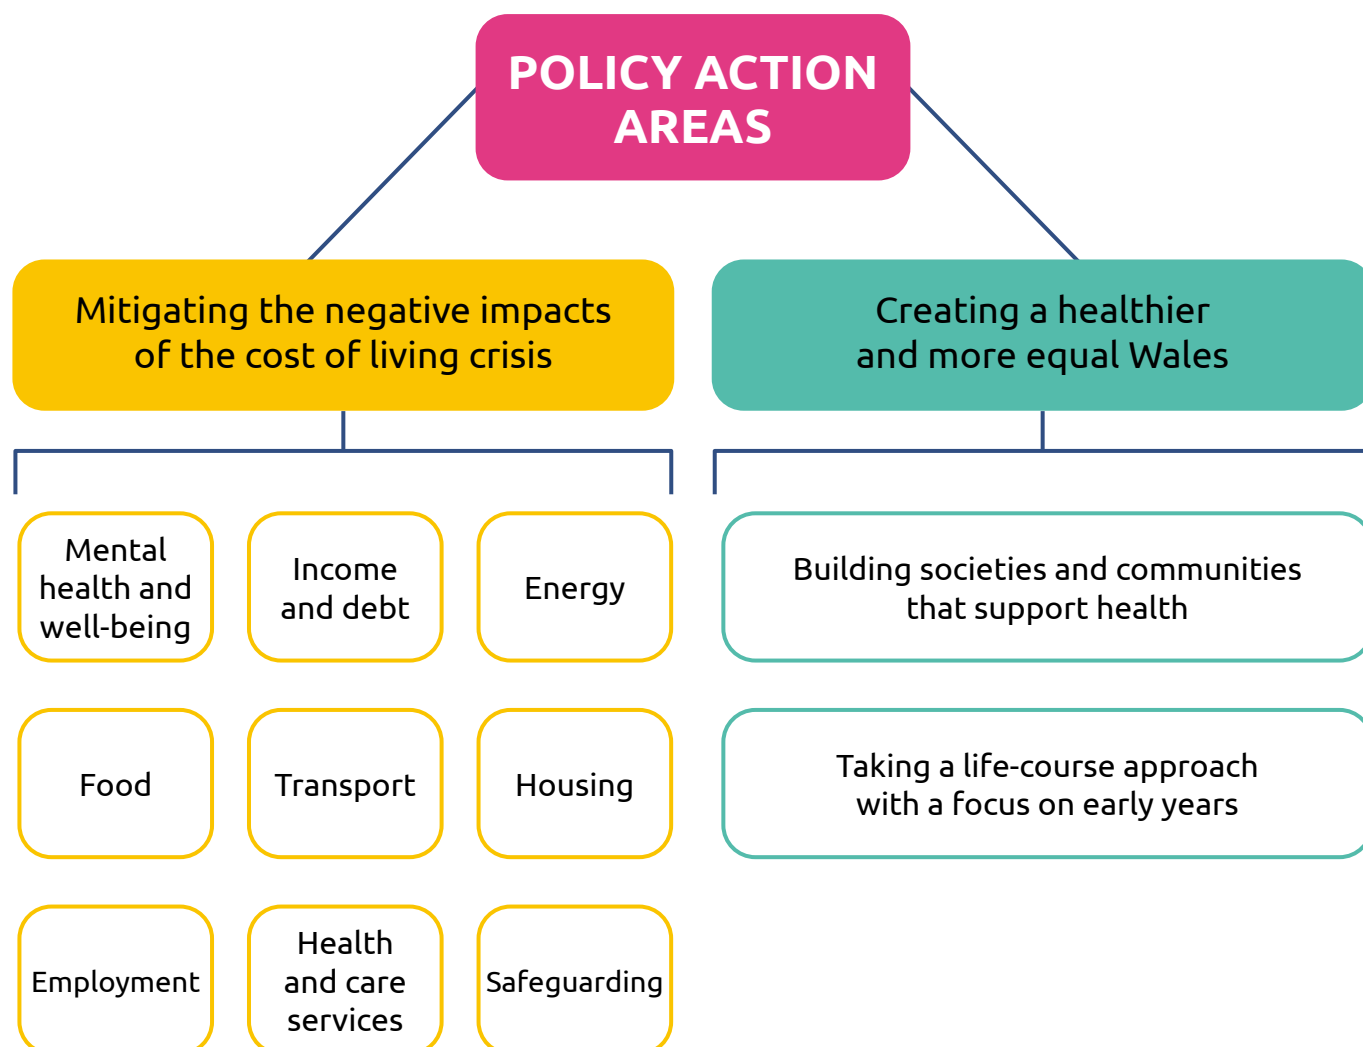 POLICY ACTION
AREAS
Mitigating the negative impacts
of the cost of living crisis
Creating a healthier
and more equal Wales
Mental
health and
well-being
Income
and debt
Energy
Building societies and communities
that support health
Food
Transport
Housing
Taking a life-course approach
with a focus on early years
Employment
Health
and care
services
Safeguarding